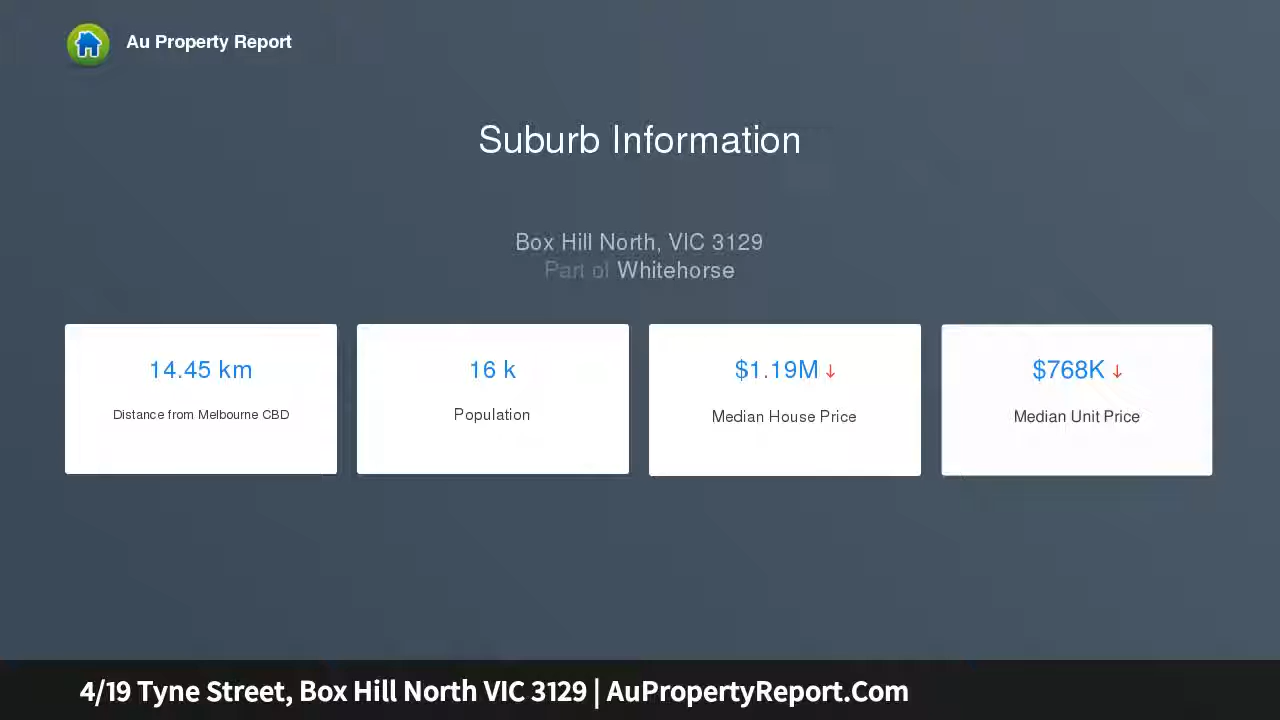 Au Property Report
Suburb Information
Box Hill North, VIC 3129
Part of Whitehorse
14.45 km
Distance from Melbourne CBD
16 k
Population
$1.19M ↓
Median House Price
$768K ↓
Median Unit Price
4/19 Tyne Street, Box Hill North VIC 3129 | AuPropertyReport.Com